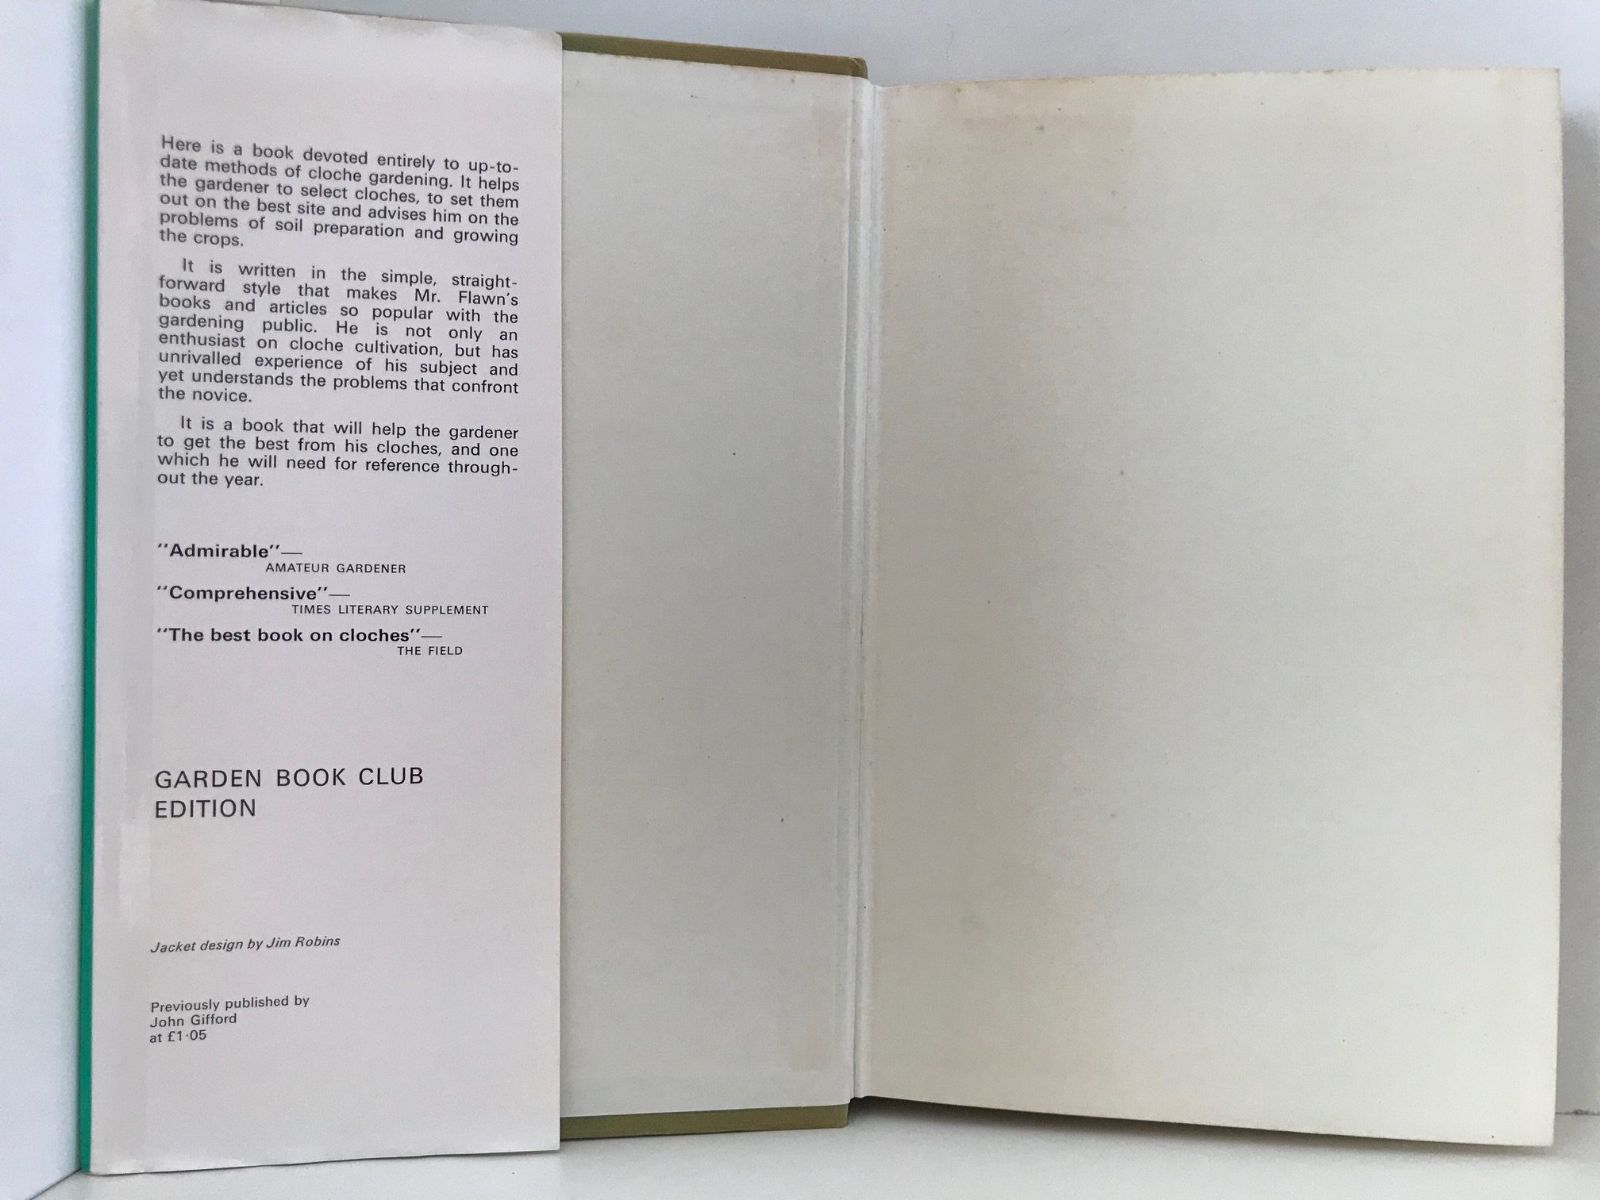 Here is a book devoted entirely to up-to-
date methods of cloche gardening. It helps
the gardener to select cloches, to set them
out on the best site and advises him on the
problems of soil preparation and growing
the crops.
It is written in the simple, straight-
forward style that makes Mr. Flawn's
books and articles so popular with the
gardening public. He is not only an
enthusiast on cloche cultivation, but has
unrivalled experience of his subject and
yet understands the problems that confront
the novice.
It is a book that will help the gardener
to get the best from his cloches, and one
which he will need for reference through-
out the year.
"Admirable"—
AMATEUR GARDENER
"Comprehensive"—
TIMES LITERARY SUPPLEMENT
"The best book on cloches"—
THE FIELD
GARDEN BOOK CLUB
EDITION
Jacket design by Jim Robins
Previously published by
John Gifford
at £1·05